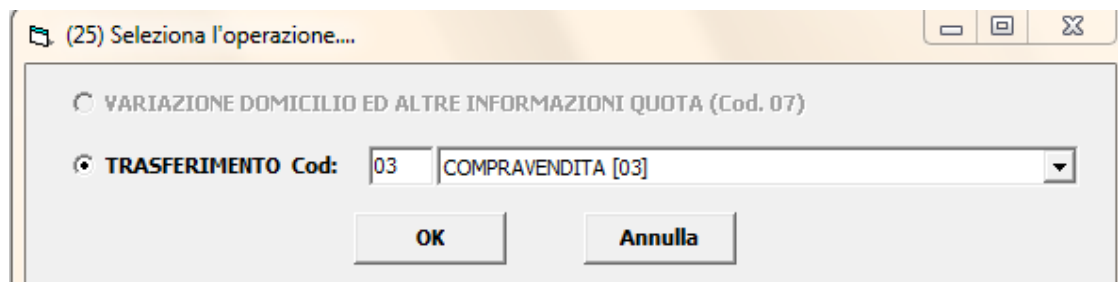 (25) Seleziona l'operazione....
VARIAZIONE DOMICILIO ED ALTRE INFORMAZIONI QUOTA (Cod. 07)
TRASFERIMENTO Cod: 03 COMPRAVENDITA [03]
OK Annulla